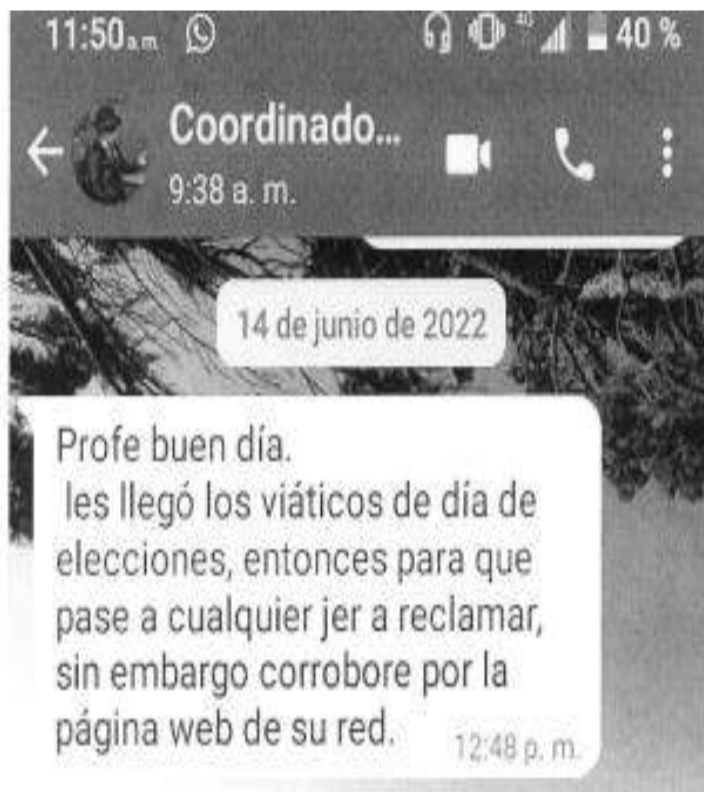 11:50 a.m. 40 %
Coordinado...
9:38 a. m.
14 de junio de 2022
Profe buen día.
les llegó los viáticos de día de
elecciones, entonces para que
pase a cualquier jer a reclamar,
sin embargo corrobore por la
página web de su red.
12:48 p. m.